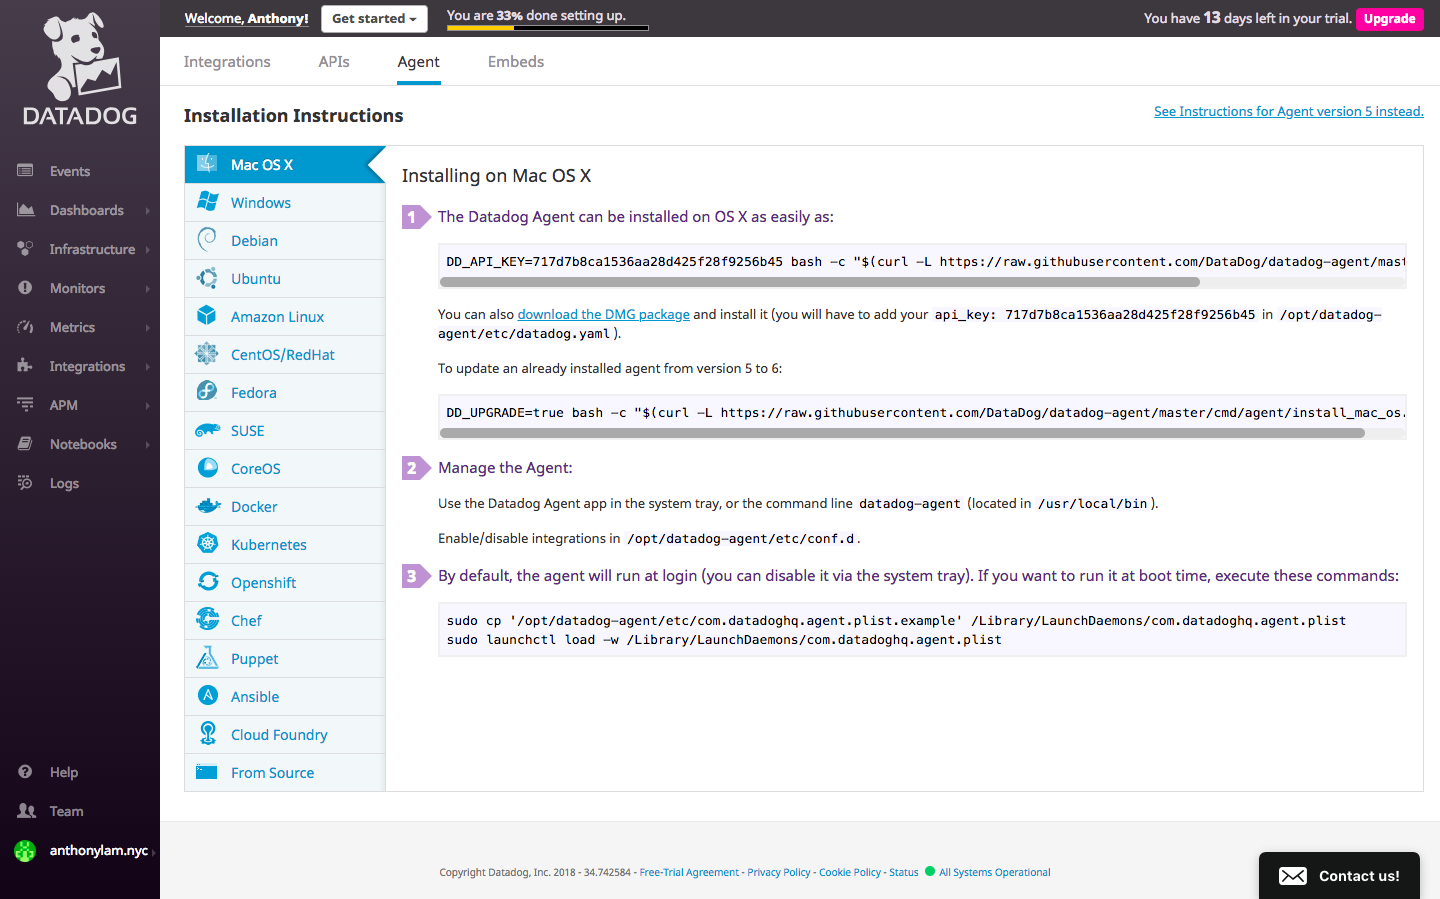 Welcome, Anthony!
Get started
You are 33% done setting up.
You have 13 days left in your trial.
Upgrade
DATADOG
Events
Dashboards
Infrastructure
Monitors
Metrics
Integrations
APM
Notebooks
Logs
Help
Team
anthonylam.nyc
Integrations
APIs
Agent
Embeds
Installation Instructions
See Instructions for Agent version 5 instead.
Mac OS X
Windows
Debian
Ubuntu
Amazon Linux
CentOS/RedHat
Fedora
SUSE
CoreOS
Docker
Kubernetes
Openshift
Chef
Puppet
Ansible
Cloud Foundry
From Source
Installing on Mac OS X
1 The Datadog Agent can be installed on OS X as easily as:
DD_API_KEY=717d7b8ca1536aa28d425f28f9256b45 bash -c "$(curl -L https://raw.githubusercontent.com/DataDog/datadog-agent/mast
You can also download the DMG package and install it (you will have to add your api_key: 717d7b8ca1536aa28d425f28f9256b45 in /opt/datadog-
agent/etc/datadog.yaml).
To update an already installed agent from version 5 to 6:
DD_UPGRADE=true bash -c "$(curl -L https://raw.githubusercontent.com/DataDog/datadog-agent/master/cmd/agent/install_mac_os.
2 Manage the Agent:
Use the Datadog Agent app in the system tray, or the command line datadog-agent (located in /usr/local/bin).
Enable/disable integrations in /opt/datadog-agent/etc/conf.d.
3 By default, the agent will run at login (you can disable it via the system tray). If you want to run it at boot time, execute these commands:
sudo cp '/opt/datadog-agent/etc/com.datadoghq.agent.plist.example' /Library/LaunchDaemons/com.datadoghq.agent.plist
sudo launchctl load -w /Library/LaunchDaemons/com.datadoghq.agent.plist
Copyright Datadog, Inc. 2018 - 34.742584 - Free-Trial Agreement - Privacy Policy - Cookie Policy - Status All Systems Operational
Contact us!